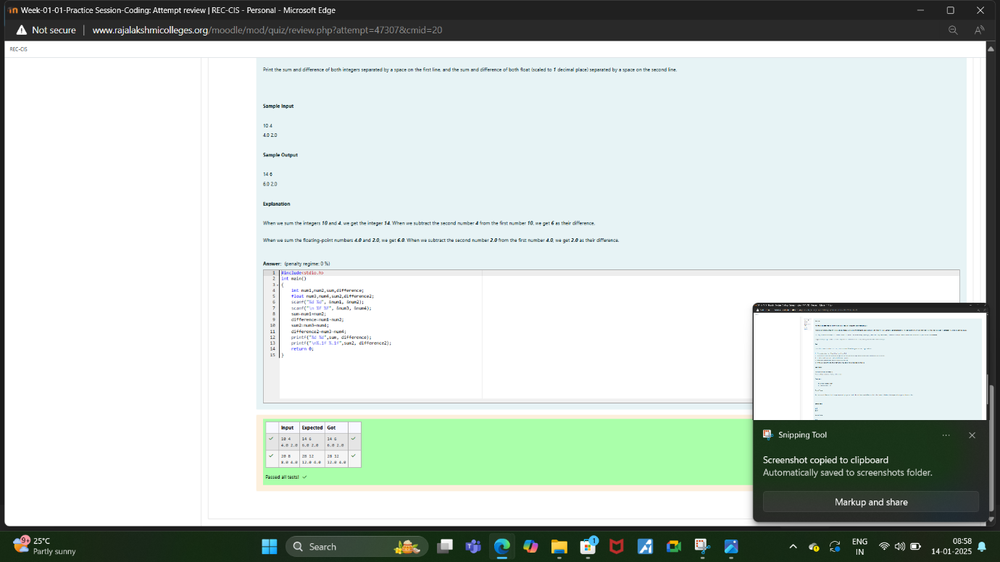 Week-01-01-Practice Session-Coding: Attempt review | REC-CIS - Personal - Microsoft Edge
Not secure | www.rajalakshmicolleges.org/moodle/mod/quiz/review.php?attempt=47307&cmid=20
REC-CIS
Print the sum and difference of both integers separated by a space on the first line, and the sum and difference of both float (scaled to 1 decimal place) separated by a space on the second line.
Sample Input
10 4
4.0 2.0
Sample Output
14 6
6.0 2.0
Explanation
When we sum the integers 10 and 4, we get the integer 14. When we subtract the second number 4 from the first number 10, we get 6 as their difference.
When we sum the floating-point numbers 4.0 and 2.0, we get 6.0. When we subtract the second number 2.0 from the first number 4.0, we get 2.0 as their difference.
Answer: (penalty regime: 0 %)
1 #include<stdio.h>
2 int main()
3 {
4 int num1,num2,sum,difference;
5 float num3,num4,sum2,difference2;
6 scanf("%d %d", &num1, &num2);
7 scanf("\n %f %f", &num3, &num4);
8 sum=num1+num2;
9 difference=num1-num2;
10 sum2=num3+num4;
11 difference2=num3-num4;
12 printf("%d %d",sum, difference);
13 printf("\n%.1f %.1f",sum2, difference2);
14 return 0;
15 }
Input Expected Got
10 4 14 6 14 6
4.0 2.0 6.0 2.0 6.0 2.0
20 8 28 12 28 12
8.0 4.0 12.0 4.0 12.0 4.0
Passed all tests!
Snipping Tool
Screenshot copied to clipboard
Automatically saved to screenshots folder.
Markup and share
9+
25°C
Partly sunny
Search
1
ENG
IN
08:58
14-01-2025